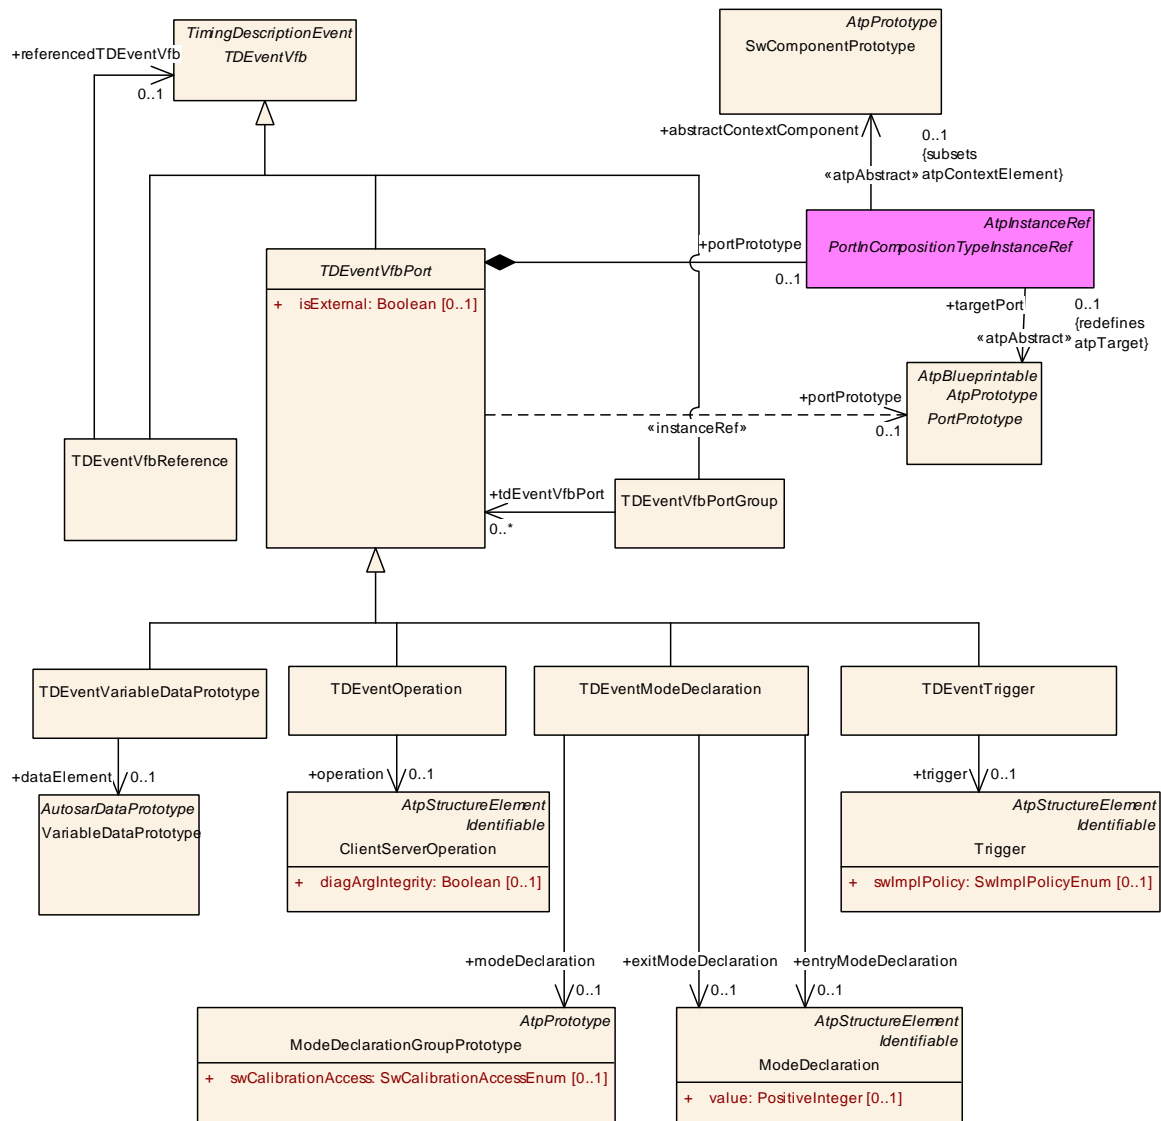 TimingDescriptionEvent
TDEventVfb
+referencedTDEventVfb
0..1
AtpPrototype
SwComponentPrototype
+abstractContextComponent
0..1
{subsets
«atpAbstract» atpContextElement}
AtpInstanceRef
PortInCompositionTypeInstanceRef
+portPrototype
0..1
TDEventVfbPort
+ isExternal: Boolean [0..1]
+targetPort
0..1
{redefines
«atpAbstract» atpTarget}
AtpBlueprintable
AtpPrototype
PortPrototype
+portPrototype
0..1
«instanceRef»
TDEventVfbReference
+tdEventVfbPort
0..*
TDEventVfbPortGroup
TDEventVariableDataPrototype
TDEventOperation
TDEventModeDeclaration
TDEventTrigger
+dataElement
0..1
+operation
0..1
+trigger
0..1
AutosarDataPrototype
VariableDataPrototype
AtpStructureElement
Identifiable
ClientServerOperation
+ diagArgIntegrity: Boolean [0..1]
AtpStructureElement
Identifiable
Trigger
+ swImplPolicy: SwImplPolicyEnum [0..1]
+modeDeclaration
0..1
+exitModeDeclaration
0..1
+entryModeDeclaration
0..1
AtpPrototype
ModeDeclarationGroupPrototype
+ swCalibrationAccess: SwCalibrationAccessEnum [0..1]
AtpStructureElement
Identifiable
ModeDeclaration
+ value: PositiveInteger [0..1]